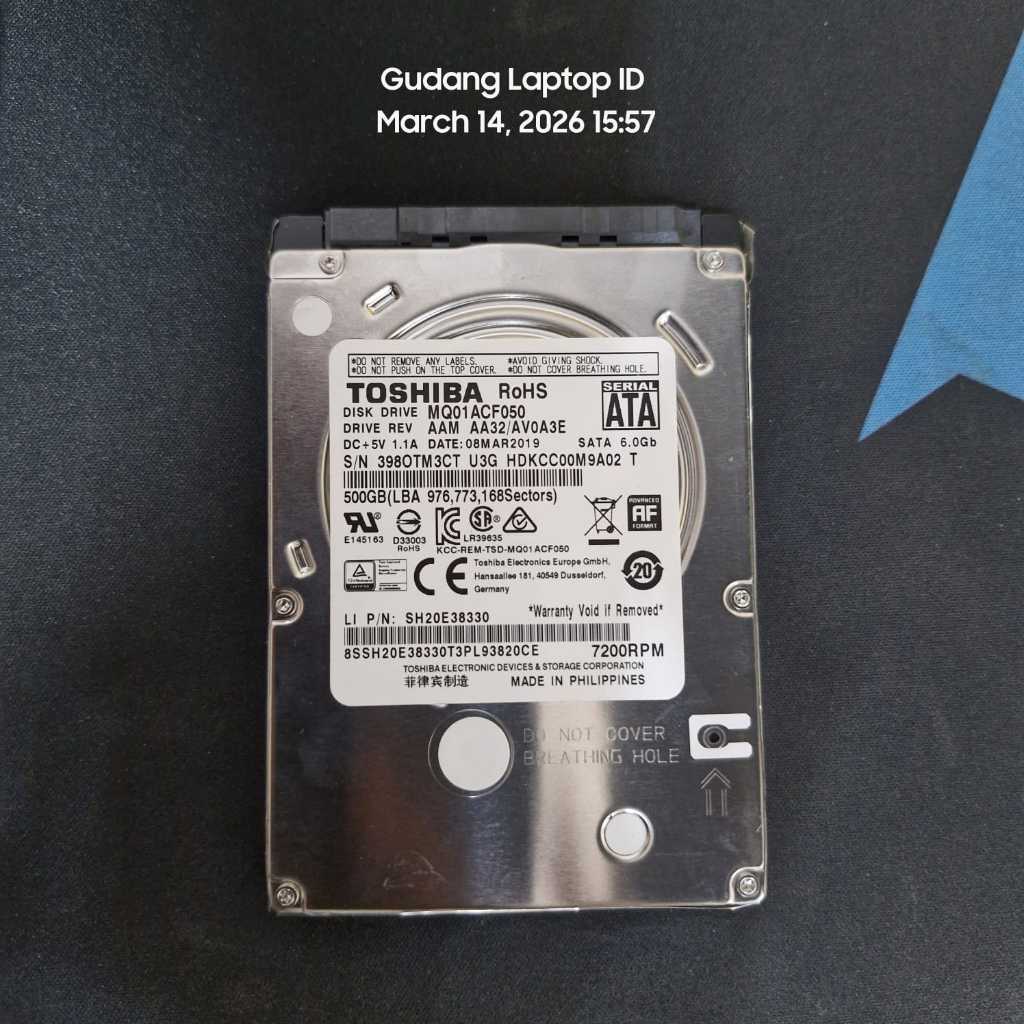 Gudang Laptop ID
March 14, 2026 15:57
*DO NOT REMOVE ANY LABELS. *AVOID GIVING SHOCK.
*DO NOT PUSH ON THE TOP COVER. *DO NOT COVER BREATHING HOLE.
TOSHIBA RoHS
SERIAL
ATA
DISK DRIVE MQ01ACF050
DRIVE REV AAM AA32/AV0A3E
DC+5V 1.1A DATE:08MAR2019 SATA 6.0Gb
S/N 398OTM3CT U3G HDKCC00M9A02 T
500GB(LBA 976,773,168Sectors)
ADVANCED
AF
FORMAT
E145163 D33003 LR39635
RoHS KCC-REM-TSD-MQ01ACF050
CE
Toshiba Electronics Europe GmbH,
Hansaallee 181, 40549 Dusseldorf,
Germany
20
LI P/N: SH20E38330 *Warranty Void if Removed*
8SSH20E38330T3PL93820CE 7200RPM
TOSHIBA ELECTRONIC DEVICES & STORAGE CORPORATION
菲律宾制造 MADE IN PHILIPPINES
DO NOT COVER
BREATHING HOLE